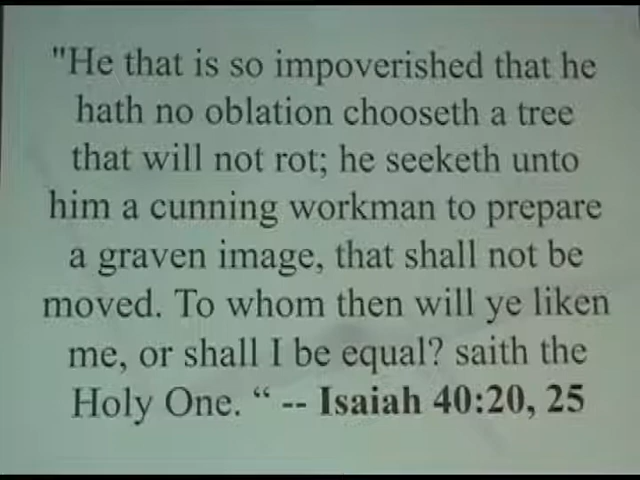 "He that is so impoverished that he
hath no oblation chooseth a tree
that will not rot; he seeketh unto
him a cunning workman to prepare
a graven image, that shall not be
moved. To whom then will ye liken
me, or shall I be equal? saith the
Holy One. “ -- Isaiah 40:20, 25